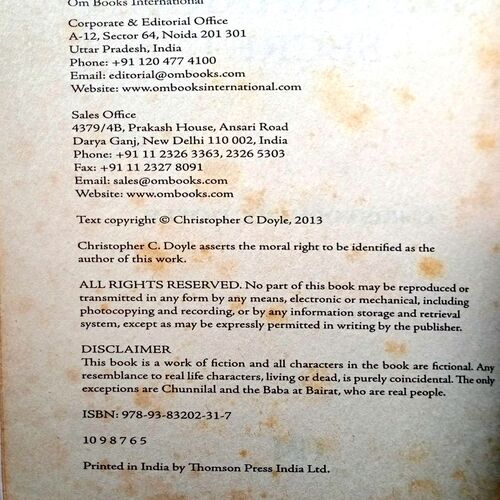 Om Books International
Corporate & Editorial Office
A-12, Sector 64, Noida 201 301
Uttar Pradesh, India
Phone: +91 120 477 4100
Email: editorial@ombooks.com
Website: www.ombooksinternational.com
Sales Office
4379/4B, Prakash House, Ansari Road
Darya Ganj, New Delhi 110 002, India
Phone: +91 11 2326 3363, 2326 5303
Fax: +91 11 2327 8091
Email: sales@ombooks.com
Website: www.ombooks.com
Text copyright © Christopher C Doyle, 2013
Christopher C. Doyle asserts the moral right to be identified as the
author of this work.
ALL RIGHTS RESERVED. No part of this book may be reproduced or
transmitted in any form by any means, electronic or mechanical, including
photocopying and recording, or by any information storage and retrieval
system, except as may be expressly permitted in writing by the publisher.
DISCLAIMER
This book is a work of fiction and all characters in the book are fictional. Any
resemblance to real life characters, living or dead, is purely coincidental. The only
exceptions are Chunnilal and the Baba at Bairat, who are real people.
ISBN: 978-93-83202-31-7
10 9 8 7 6 5
Printed in India by Thomson Press India Ltd.